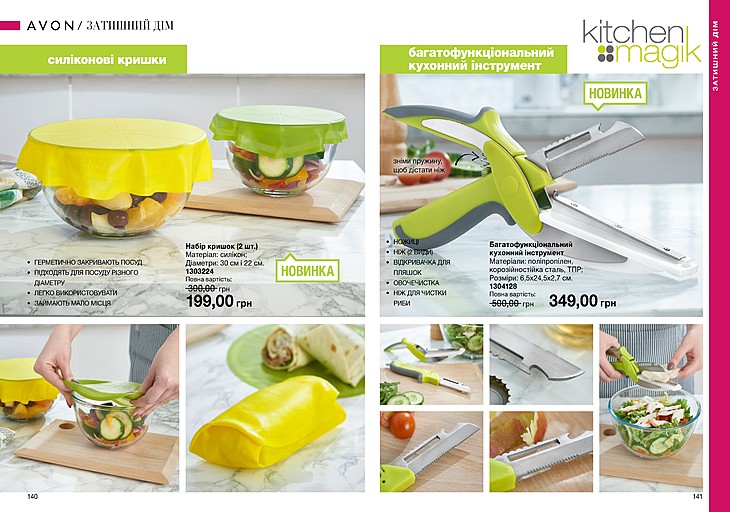 AVON / ЗАТИШНИЙ ДІМ
силіконові кришки
ГЕРМЕТИЧНО ЗАКРИВАЮТЬ ПОСУД
ПІДХОДЯТЬ ДЛЯ ПОСУДУ РІЗНОГО
ДІАМЕТРУ
ЛЕГКО ВИКОРИСТОВУВАТИ
ЗАЙМАЮТЬ МАЛО МІСЦЯ
Набір кришок (2 шт.)
Матеріал: силікон;
Діаметри: 30 см і 22 см.
1303224
Повна вартість:
300,00 грн
199,00 грн
НОВИНКА
140
багатофункціональний
кухонний інструмент
kitchen
magik
НОВИНКА
ЗАТИШНИЙ ДІМ
зніми пружину,
щоб дістати ніж
НОЖИЦІ
НІЖ (2 ВИДИ)
ВІДКРИВАЧКА ДЛЯ
ПЛЯШОК
ОВОЧЕЧИСТКА
НІЖ ДЛЯ ЧИСТКИ
РИБИ
Багатофункціональний
кухонний інструмент
Матеріали: поліпропілен,
корозійностійка сталь, ТПР;
Розміри: 6,5х24,5х2,7 см.
1304128
Повна вартість:
500,00 грн
349,00 грн
141